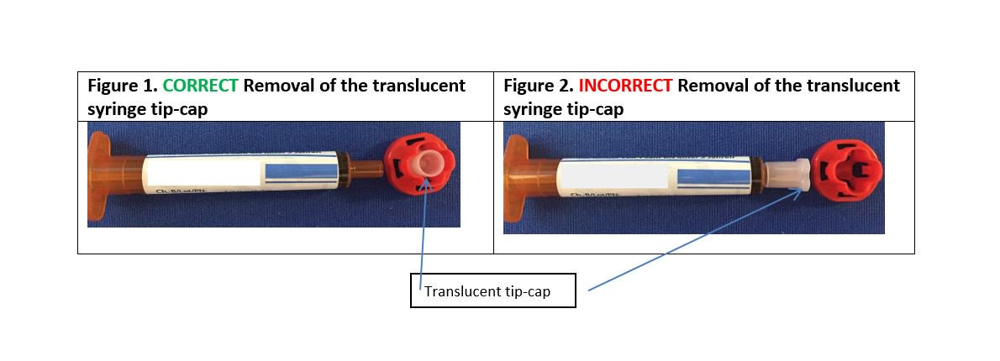 Figure 1. CORRECT Removal of the translucent
syringe tip-cap
Figure 2. INCORRECT Removal of the translucent
syringe tip-cap
Translucent tip-cap